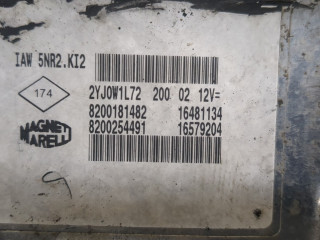 IAW 5NR2.KI2
174 2YJ0W1L72 200 02 12V=
8200181482 16481134
MAGNETI MARELLI
8200254491 16579204